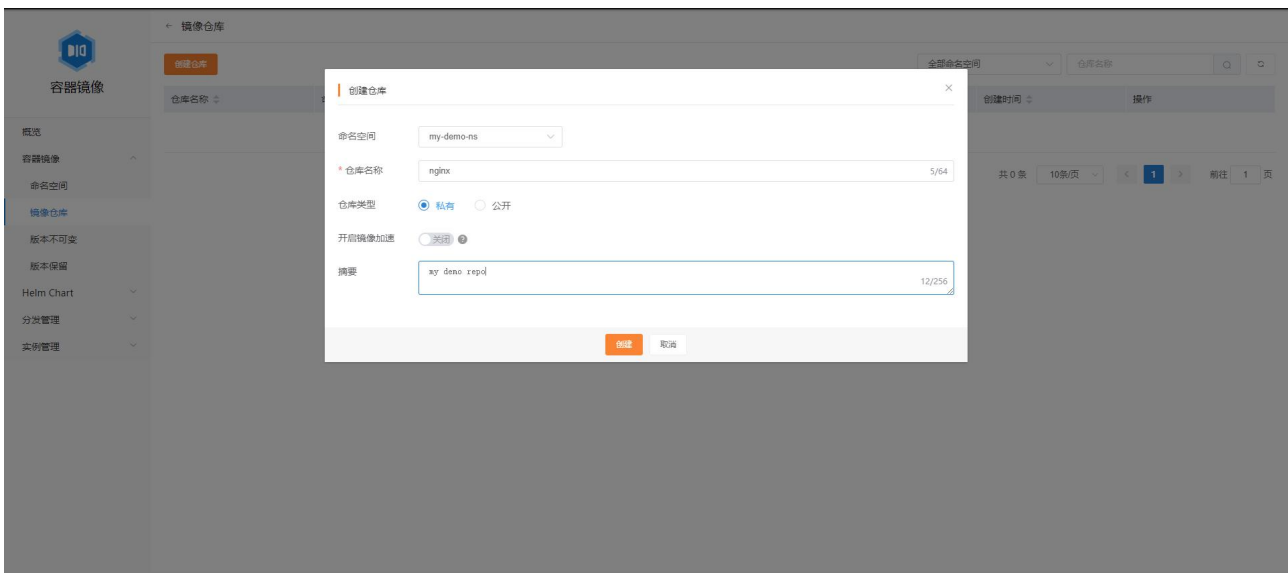 ← 镜像仓库
容器镜像
创建仓库
全部命名空间
仓库名称
仓库名称
创建时间
操作
概览
容器镜像
命名空间
镜像仓库
版本不可变
版本保留
Helm Chart
分发管理
实例管理
共 0 条 10条/页 < 1 > 前往 1 页
创建仓库
命名空间 my-demo-ns
* 仓库名称 nginx 5/64
仓库类型 私有 公开
开启镜像加速 关闭
摘要 my deno repo 12/256
创建 取消